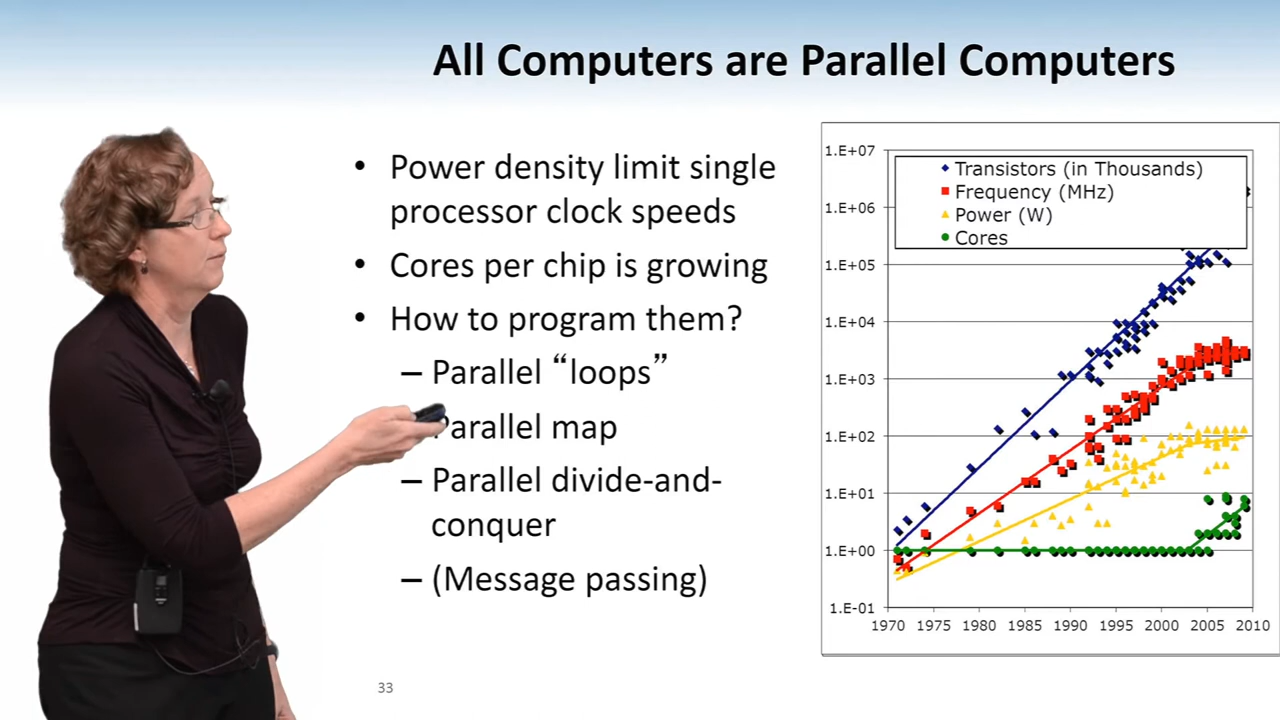 All Computers are Parallel Computers
• Power density limit single
processor clock speeds
• Cores per chip is growing
• How to program them?
– Parallel “loops”
Parallel map
– Parallel divide-and-
conquer
– (Message passing)
33
Transistors (in Thousands)
Frequency (MHz)
Power (W)
Cores
1.E+07
1.E+06
1.E+05
1.E+04
1.E+03
1.E+02
1.E+01
1.E+00
1.E-01
1970 1975 1980 1985 1990 1995 2000 2005 2010